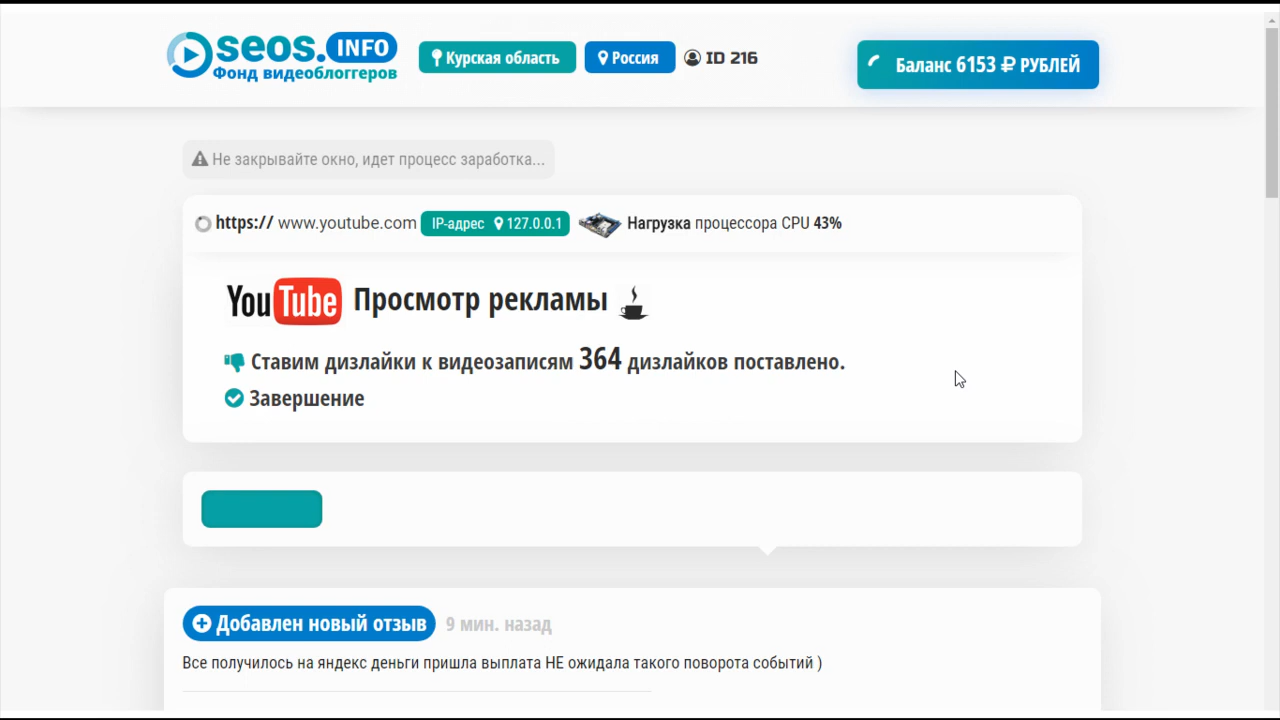 seos.INFO
Фонд видеоблоггеров
Курская область
Россия
ID 216
Баланс 6153 ₽ РУБЛЕЙ
Не закрывайте окно, идет процесс заработка...
https:// www.youtube.com IP-адрес 127.0.0.1 Нагрузка процессора CPU 43%
YouTube Просмотр рекламы
Ставим дизлайки к видеозаписям 364 дизлайков поставлено.
Завершение
Добавлен новый отзыв 9 мин. назад
Все получилось на яндекс деньги пришла выплата НЕ ожидала такого поворота событий )